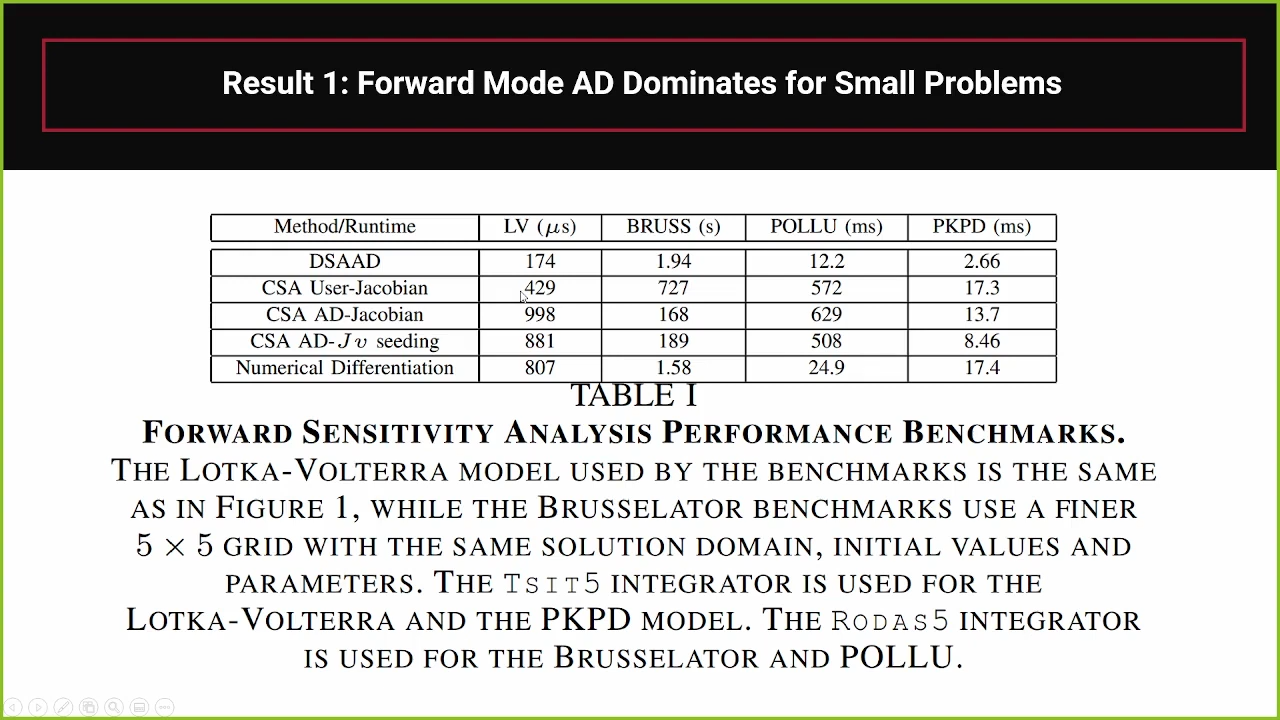 Result 1: Forward Mode AD Dominates for Small Problems
Method/Runtime LV (μs) BRUSS (s) POLLU (ms) PKPD (ms)
DSAAD 174 1.94 12.2 2.66
CSA User-Jacobian 429 727 572 17.3
CSA AD-Jacobian 998 168 629 13.7
CSA AD-Jv seeding 881 189 508 8.46
Numerical Differentiation 807 1.58 24.9 17.4
TABLE I
FORWARD SENSITIVITY ANALYSIS PERFORMANCE BENCHMARKS.
THE LOTKA-VOLTERRA MODEL USED BY THE BENCHMARKS IS THE SAME
AS IN FIGURE 1, WHILE THE BRUSSELATOR BENCHMARKS USE A FINER
5 × 5 GRID WITH THE SAME SOLUTION DOMAIN, INITIAL VALUES AND
PARAMETERS. THE TSIT5 INTEGRATOR IS USED FOR THE
LOTKA-VOLTERRA AND THE PKPD MODEL. THE RODAS5 INTEGRATOR
IS USED FOR THE BRUSSELATOR AND POLLU.